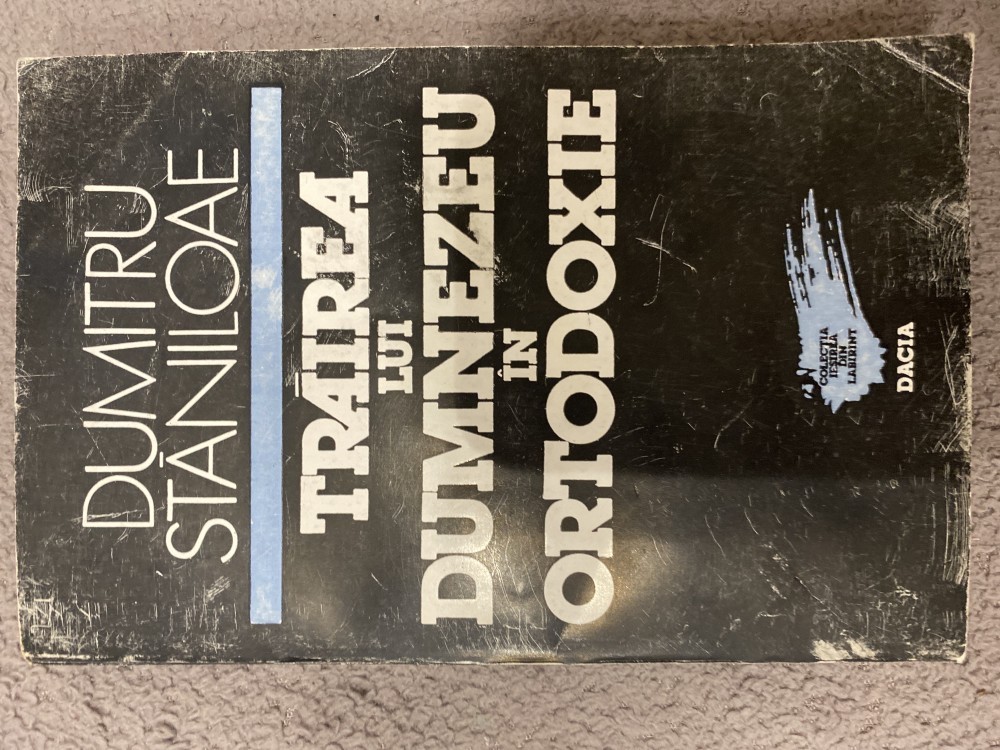 DUMITRU
STĂNILOAE
TRĂIREA
LUI
DUMNEZEU
ÎN
ORTODOXIE
COLECȚIA
IEȘIREA
DIN
LABIRINT
DACIA